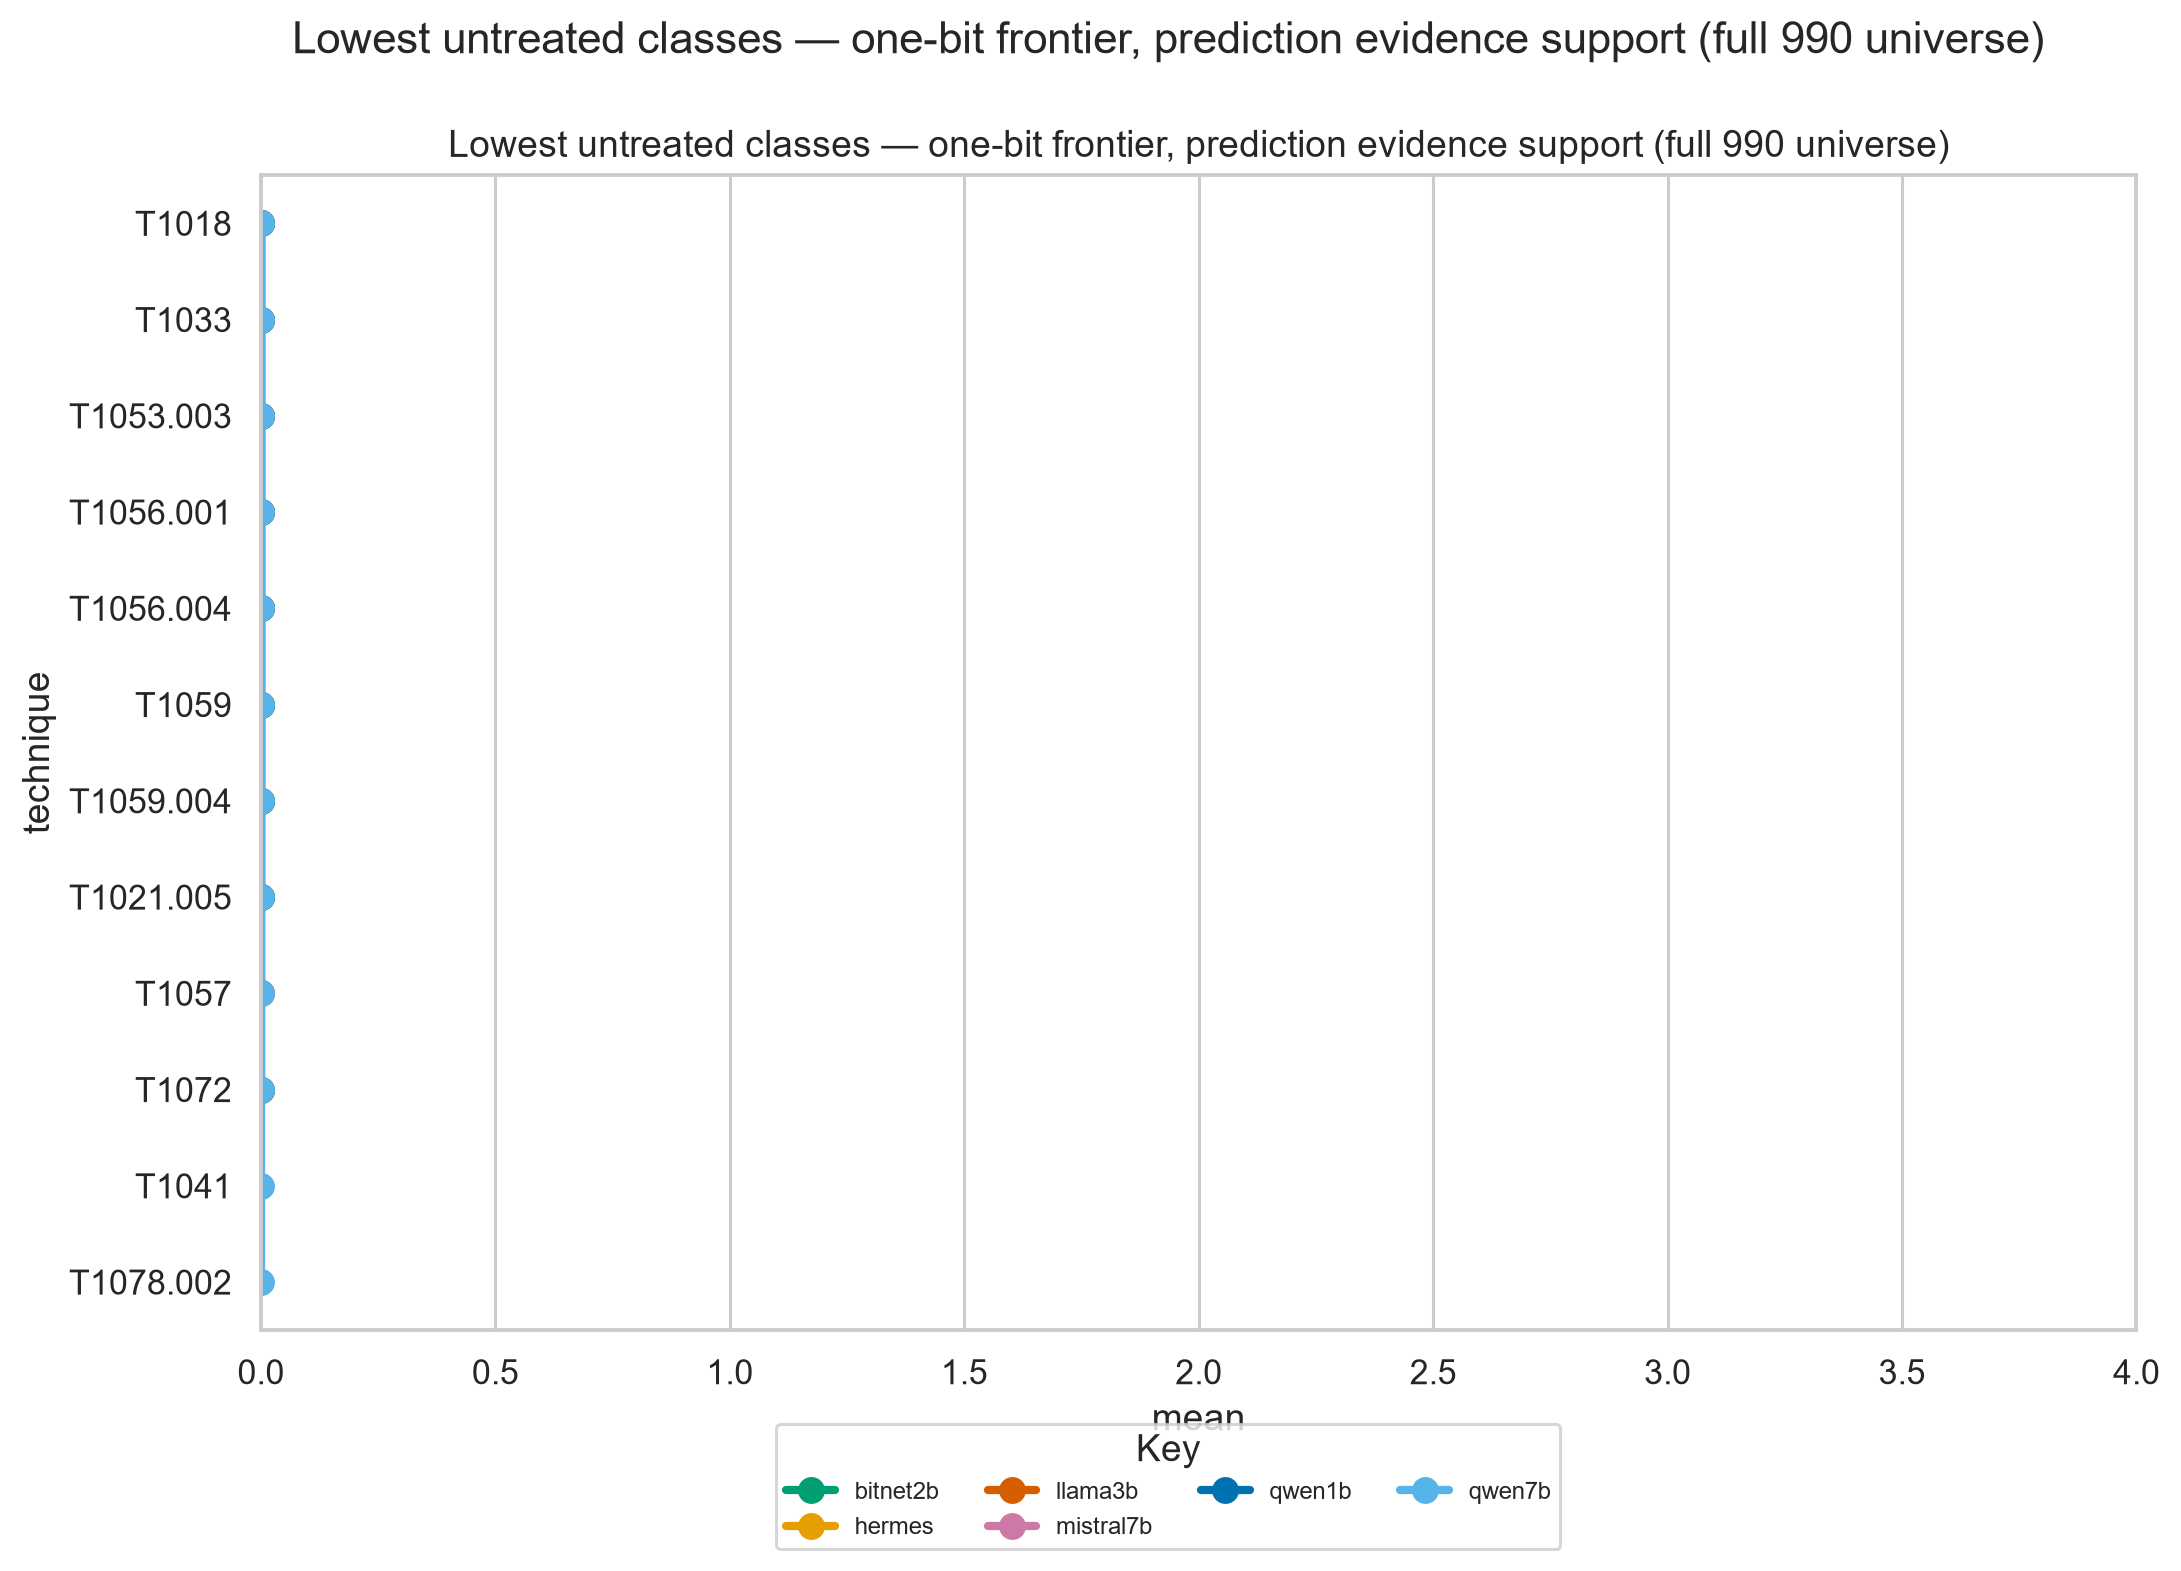 Lowest untreated classes — one-bit frontier, prediction evidence support (full 990 universe)
Lowest untreated classes — one-bit frontier, prediction evidence support (full 990 universe)
technique
T1018
T1033
T1053.003
T1056.001
T1056.004
T1059
T1059.004
T1021.005
T1057
T1072
T1041
T1078.002
0.0 0.5 1.0 1.5 2.0 2.5 3.0 3.5 4.0
mean
Key
bitnet2b llama3b qwen1b qwen7b
hermes mistral7b